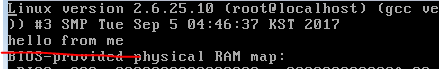 Linux version 2.6.25.10 (root@localhost) (gcc ve
)) #3 SMP Tue Sep 5 04:46:37 KST 2017
hello from me
BIOS-provided physical RAM map: